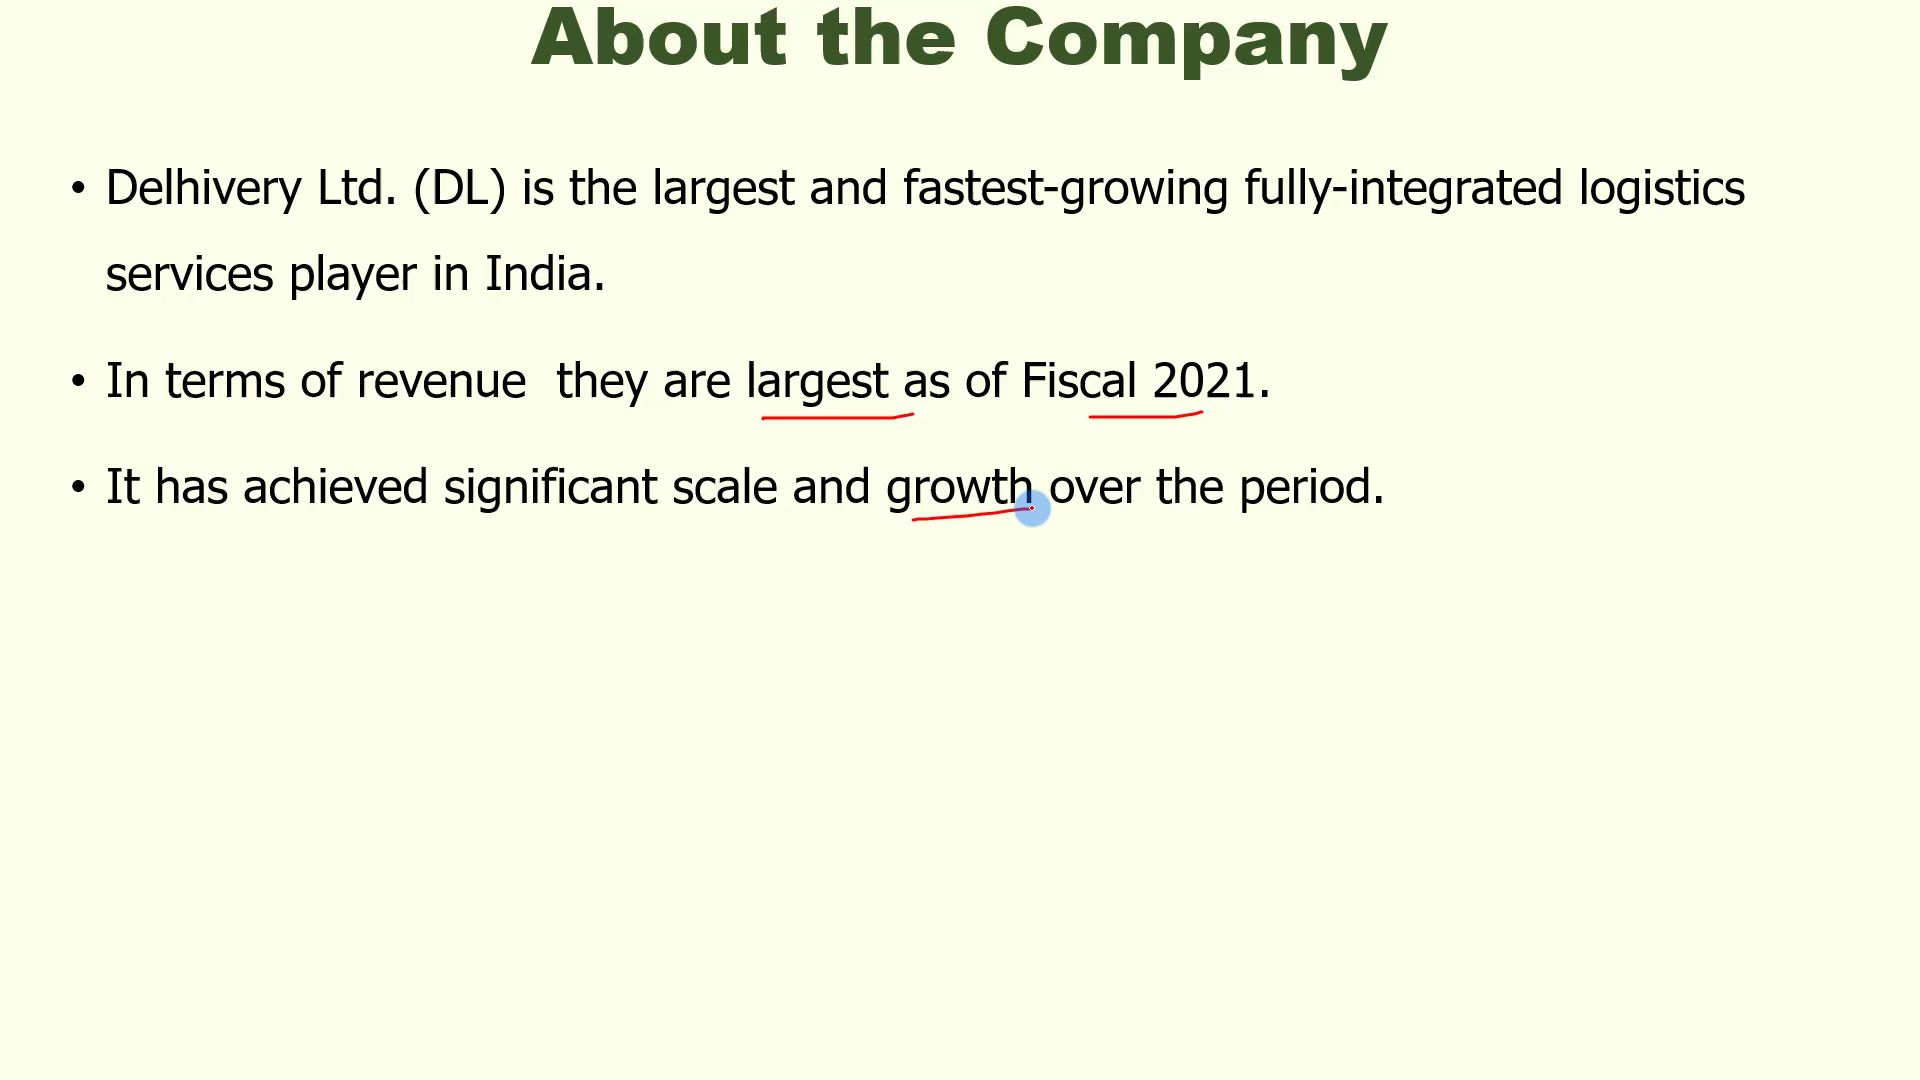 About the Company
• Delhivery Ltd. (DL) is the largest and fastest-growing fully-integrated logistics
services player in India.
• In terms of revenue  they are largest as of Fiscal 2021.
• It has achieved significant scale and growth over the period.